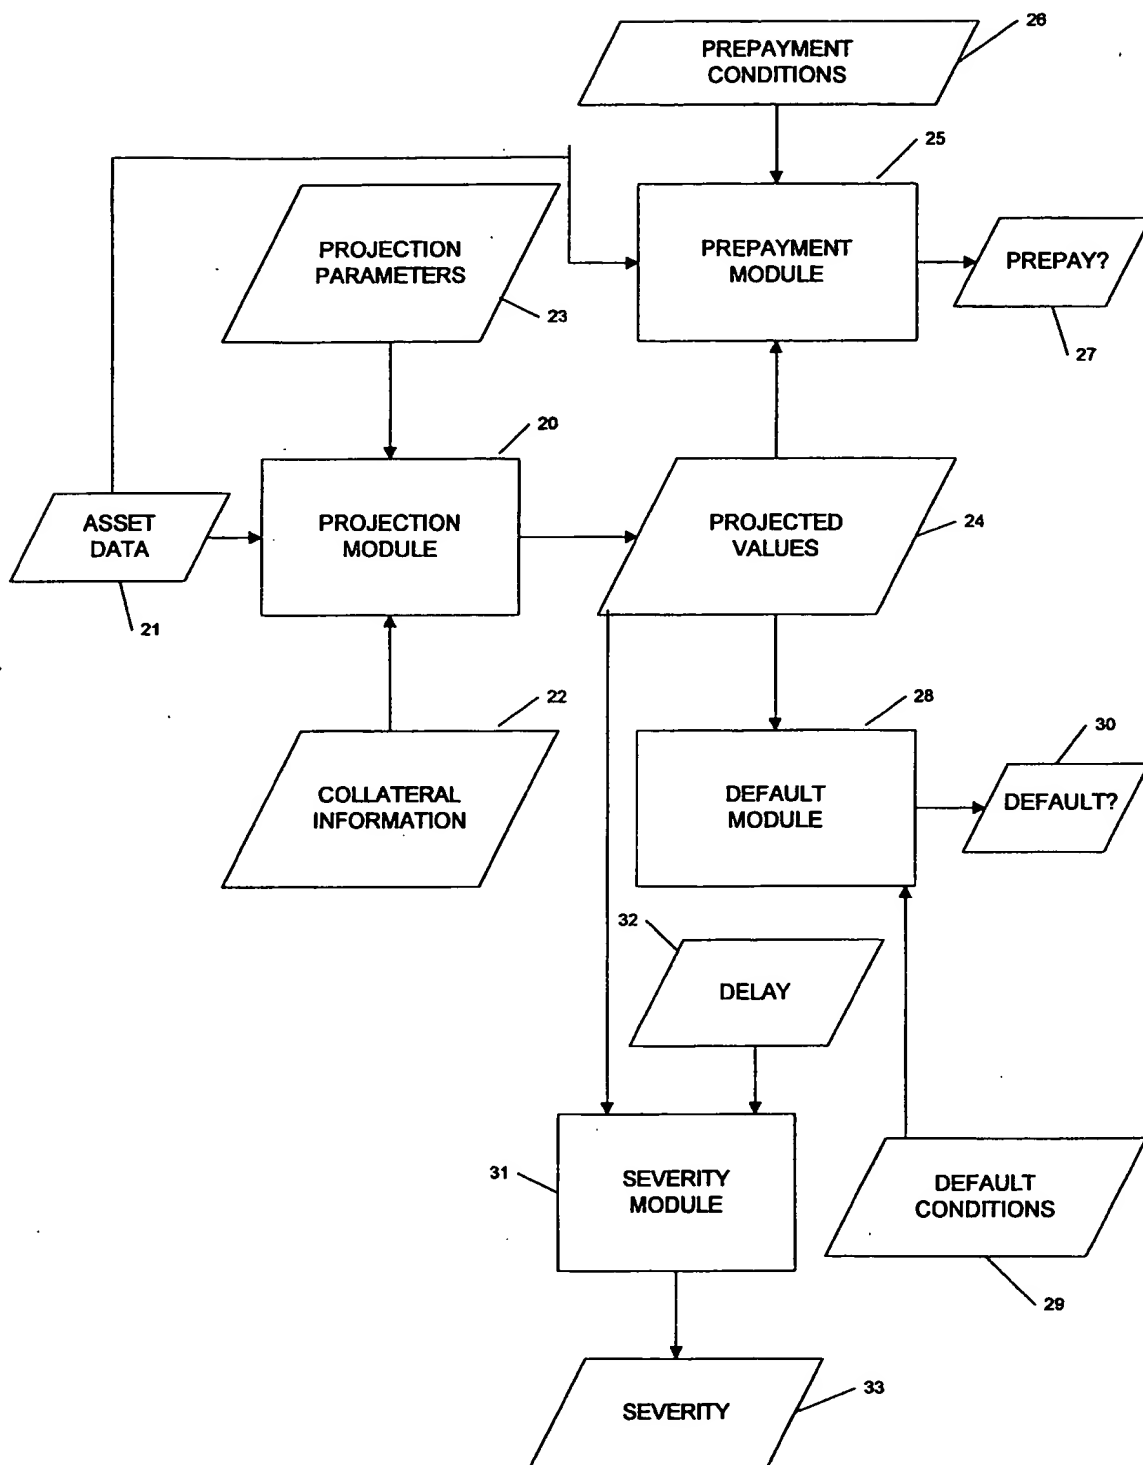 26
PREPAYMENT
CONDITIONS
25
PROJECTION
PARAMETERS
PREPAYMENT
MODULE
PREPAY?
23
27
20
ASSET
DATA
PROJECTION
MODULE
PROJECTED
VALUES
24
21
22
28
30
COLLATERAL
INFORMATION
DEFAULT
MODULE
DEFAULT?
32
DELAY
31
SEVERITY
MODULE
DEFAULT
CONDITIONS
29
SEVERITY
33